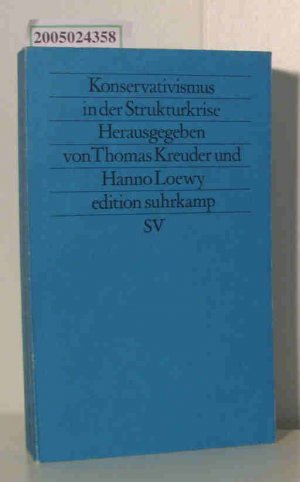 2005024358
Konservativismus
in der Strukturkrise
Herausgegeben
von Thomas Kreuder und
Hanno Loewy
edition suhrkamp
SV